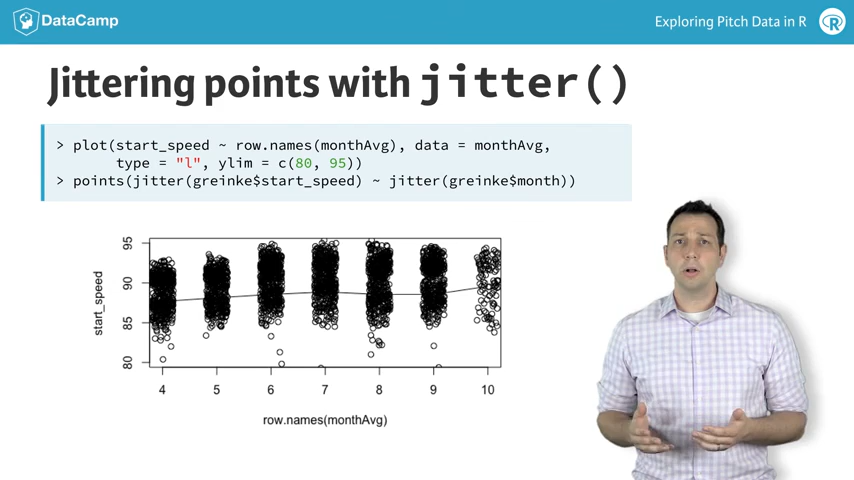 DataCamp
Exploring Pitch Data in R
R
Jittering points with jitter()
> plot(start_speed ~ row.names(monthAvg), data = monthAvg,
type = "l", ylim = c(80, 95))
> points(jitter(greinke$start_speed) ~ jitter(greinke$month))
start_speed
95
90
85
80
4 5 6 7 8 9 10
row.names(monthAvg)